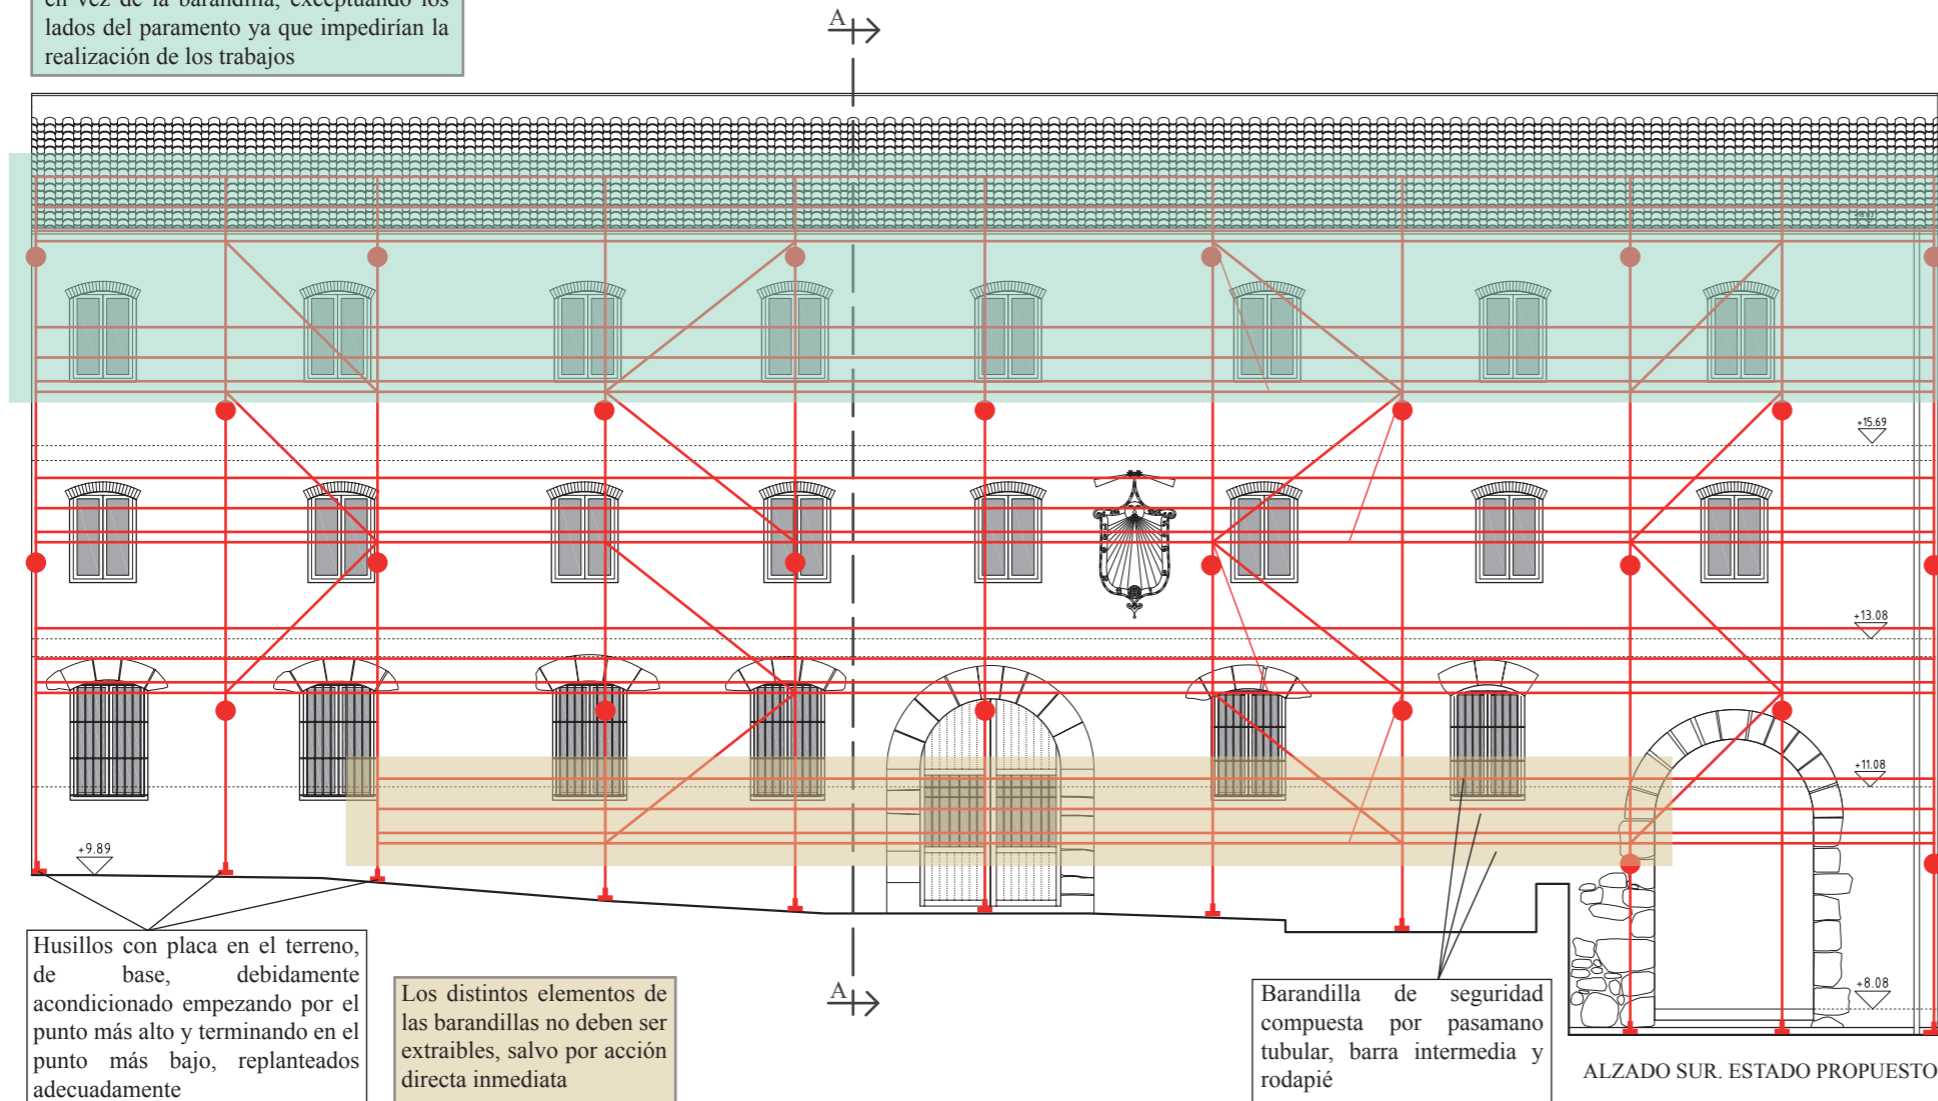 en vez de la barandilla, exceptuando los
lados del paramento ya que impedirían la
realización de los trabajos
A
+15.69
+13.08
+11.08
+9.89
+8.08
Husillos con placa en el terreno,
de base, debidamente
acondicionado empezando por el
punto más alto y terminando en el
punto más bajo, replanteados
adecuadamente
Los distintos elementos de
las barandillas no deben ser
extraibles, salvo por acción
directa inmediata
A
Barandilla de seguridad
compuesta por pasamano
tubular, barra intermedia y
rodapié
ALZADO SUR. ESTADO PROPUESTO